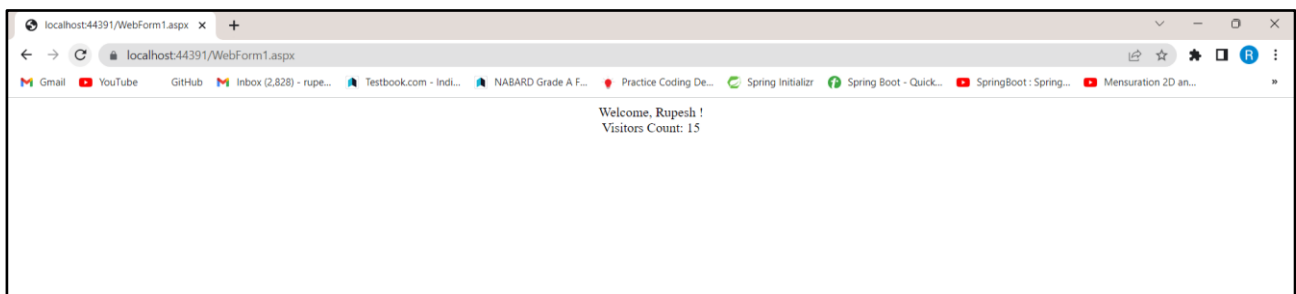 localhost:44391/WebForm1.aspx
localhost:44391/WebForm1.aspx
R
Gmail YouTube GitHub Inbox (2,828) - rupe... Testbook.com - Indi... NABARD Grade A F... Practice Coding De... Spring Initializr Spring Boot - Quick... SpringBoot : Spring... Mensuration 2D an... »
Welcome, Rupesh !
Visitors Count: 15